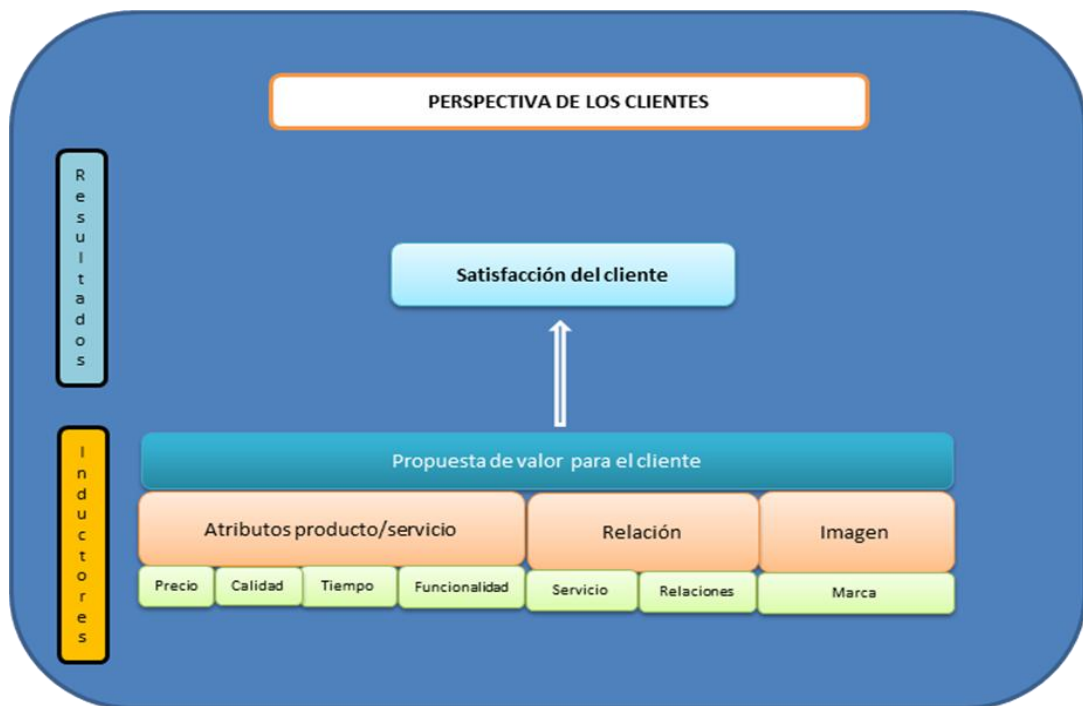 PERSPECTIVA DE LOS CLIENTES
Resultados
Satisfacción del cliente
Inductores
Propuesta de valor para el cliente
Atributos producto/servicio
Relación
Imagen
Precio
Calidad
Tiempo
Funcionalidad
Servicio
Relaciones
Marca